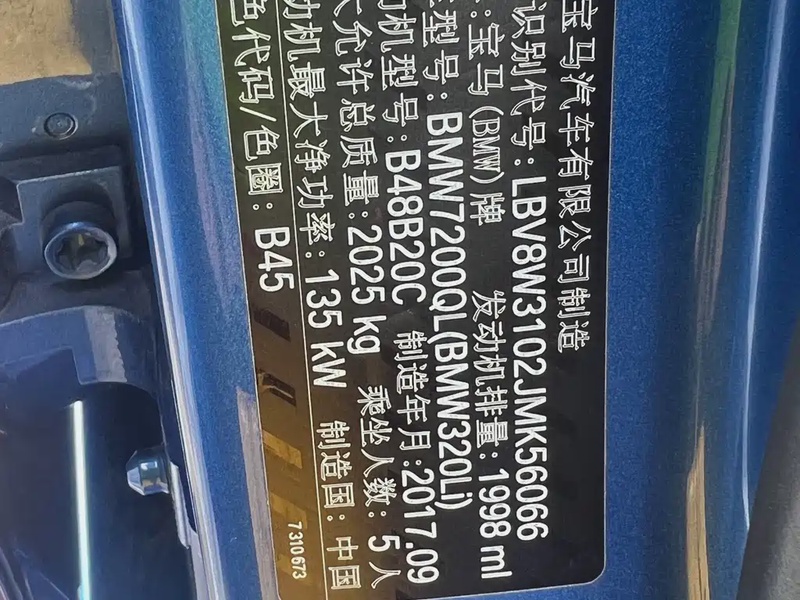 宝马汽车有限公司制造
识别代号:LBV8W3102JMK56066
:宝马(BMW)牌 发动机排量:1998 ml
型号:BMW7200QL(BMW320Li)
机型号:B48B20C 制造年月:2017.09
大允许总质量:2025 kg 乘坐人数:5人
动机最大净功率:135 kW 制造国:中国
色代码/色圈:B45
7310673